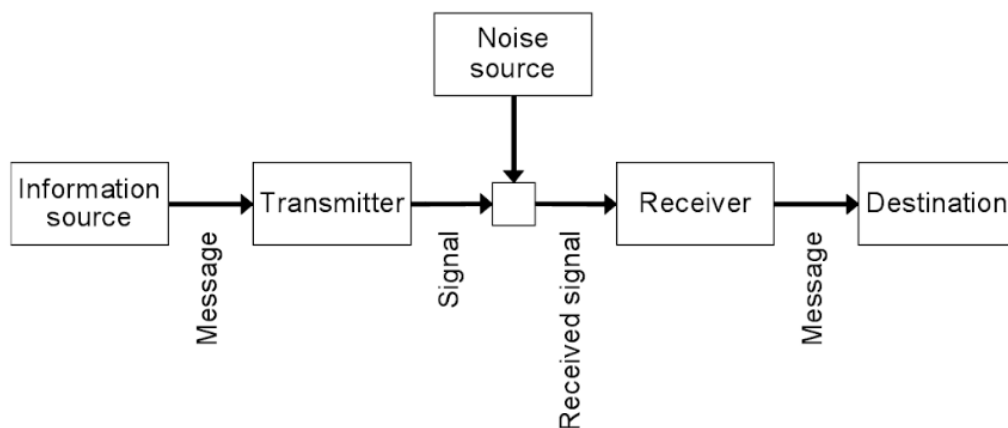 Noise
source
Information
source
Transmitter
Receiver
Destination
Message
Signal
Received signal
Message